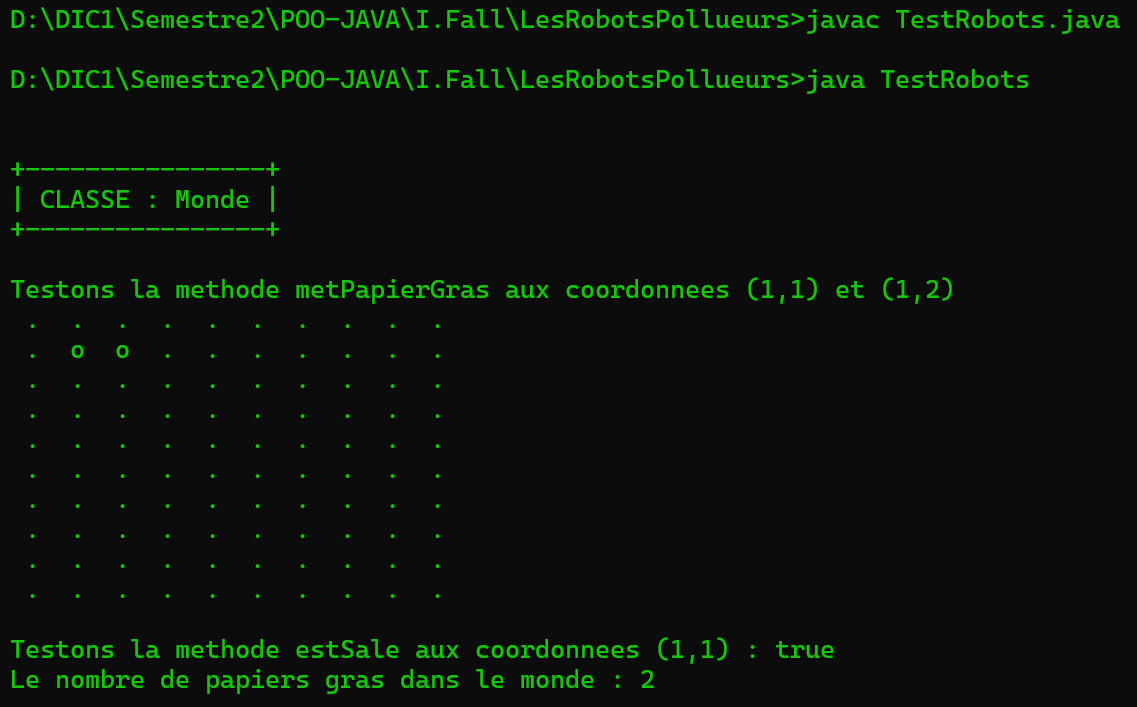 D:\DIC1\Semestre2\POO-JAVA\I.Fall\LesRobotsPollueurs>javac TestRobots.java
D:\DIC1\Semestre2\POO-JAVA\I.Fall\LesRobotsPollueurs>java TestRobots
+----------------+
| CLASSE : Monde |
+----------------+
Testons la methode metPapierGras aux coordonnees (1,1) et (1,2)
 .  .  .  .  .  .  .  .  .  .
 .  o  o  .  .  .  .  .  .  .
 .  .  .  .  .  .  .  .  .  .
 .  .  .  .  .  .  .  .  .  .
 .  .  .  .  .  .  .  .  .  .
 .  .  .  .  .  .  .  .  .  .
 .  .  .  .  .  .  .  .  .  .
 .  .  .  .  .  .  .  .  .  .
 .  .  .  .  .  .  .  .  .  .
 .  .  .  .  .  .  .  .  .  .
Testons la methode estSale aux coordonnees (1,1) : true
Le nombre de papiers gras dans le monde : 2